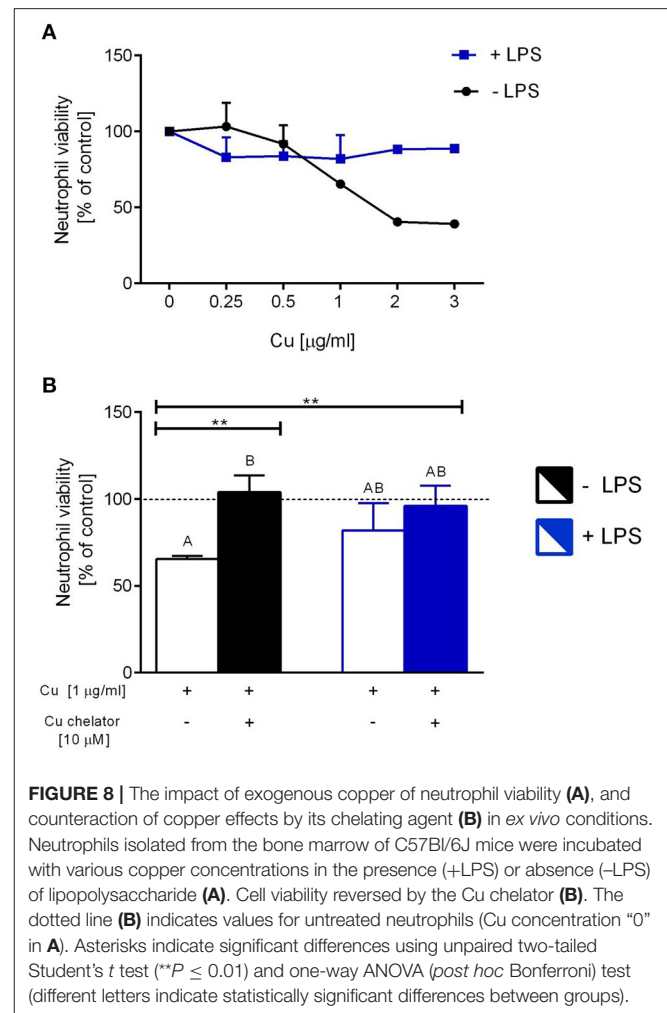 A
150
100
50
0
Neutrophil viability
[% of control]
+ LPS
- LPS
0 0.25 0.5 1 2 3
Cu [µg/ml]
B
150
100
50
0
Neutrophil viability
[% of control]
**
**
A
B
AB
AB
- LPS
+ LPS
Cu [1 µg/ml] + + + +
Cu chelator - + - +
[10 µM]
FIGURE 8 | The impact of exogenous copper of neutrophil viability (A), and
counteraction of copper effects by its chelating agent (B) in ex vivo conditions.
Neutrophils isolated from the bone marrow of C57Bl/6J mice were incubated
with various copper concentrations in the presence (+LPS) or absence (–LPS)
of lipopolysaccharide (A). Cell viability reversed by the Cu chelator (B). The
dotted line (B) indicates values for untreated neutrophils (Cu concentration “0”
in A). Asterisks indicate significant differences using unpaired two-tailed
Student’s t test (**P ≤ 0.01) and one-way ANOVA (post hoc Bonferroni) test
(different letters indicate statistically significant differences between groups).